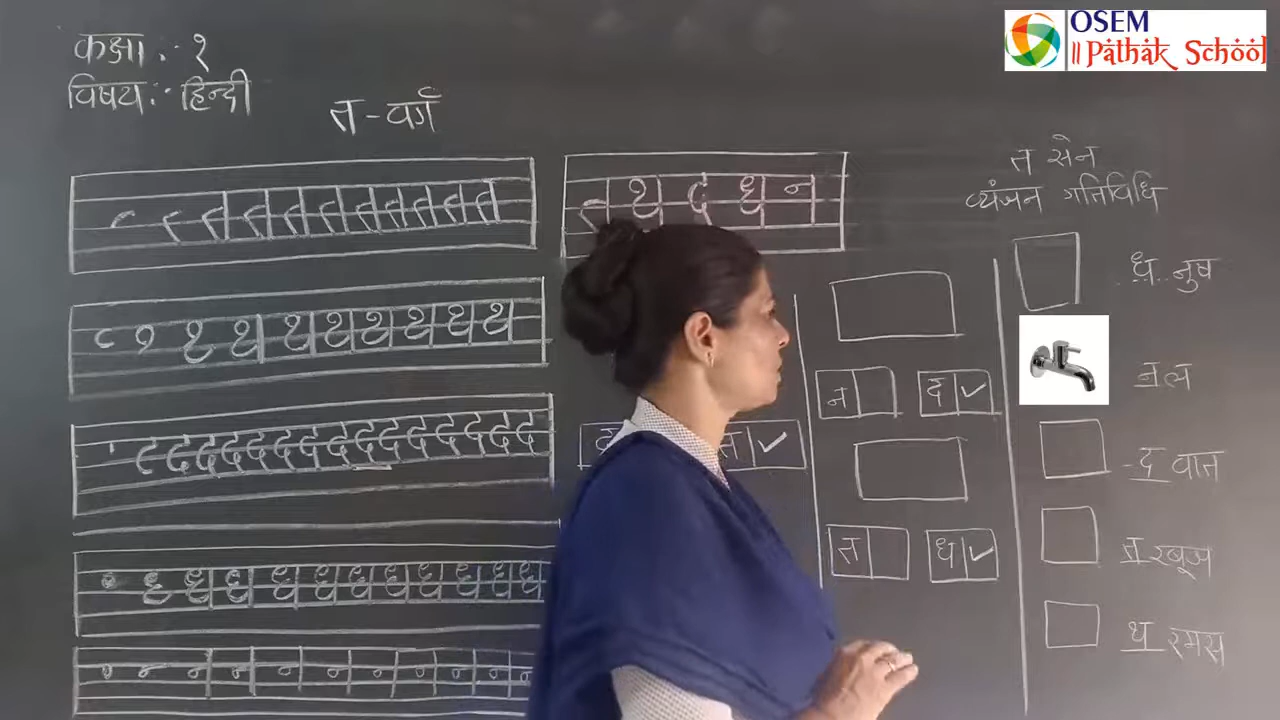 OSEM
॥ Pathak School
कक्षा :- १
विषय :- हिन्दी
त - वर्ग
त त त त त त त त
थ थ थ थ थ थ थ थ
द द द द द द द द द द द द द द
ध ध ध ध ध ध ध ध ध ध
न न न न न न न न
त थ द ध न
त ✓
न द ✓
त ध ✓
त से न
व्यंजन गतिविधि
ध नुष
नल
द वात
त रबूज
थ रमस